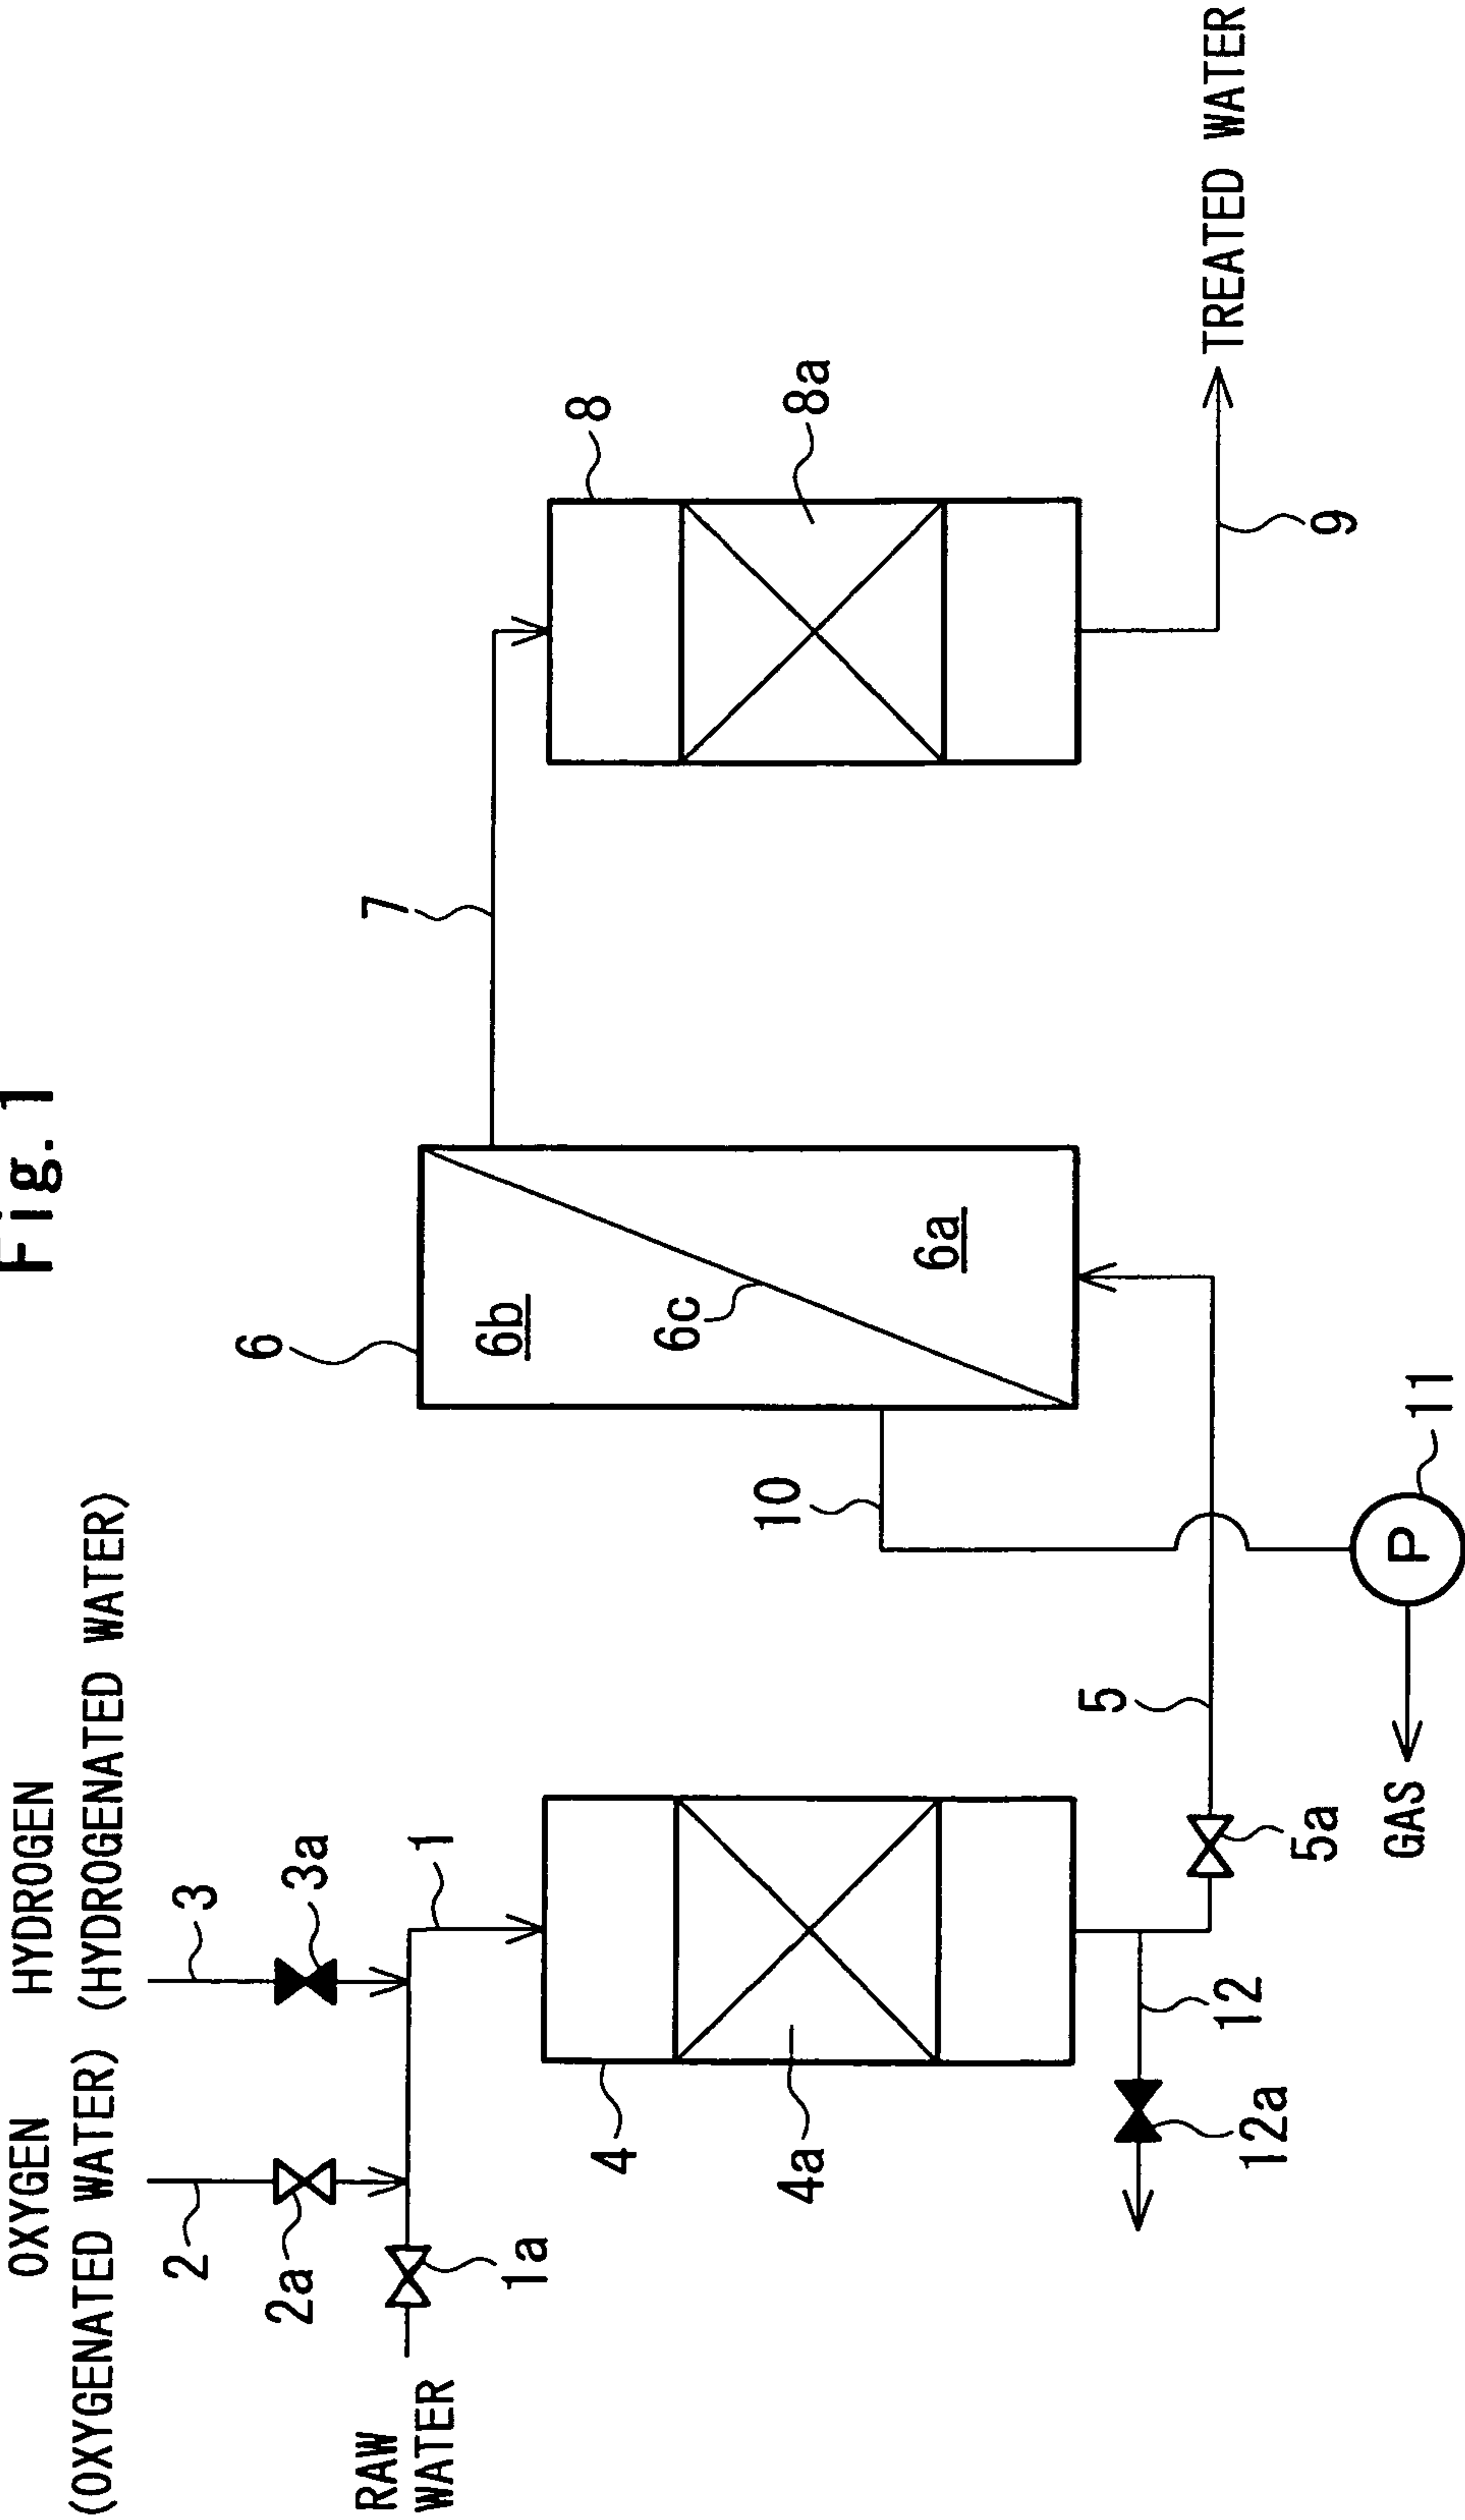 Fig. 1
OXYGEN
(OXYGENATED WATER)
HYDROGEN
(HYDROGENATED WATER)
2
3
2a
3a
6
RAW
WATER
1
7
1a
6b
8
4
6c
4a
10
8a
6a
5
12
12a
TREATED WATER
5a
9
GAS
P
11